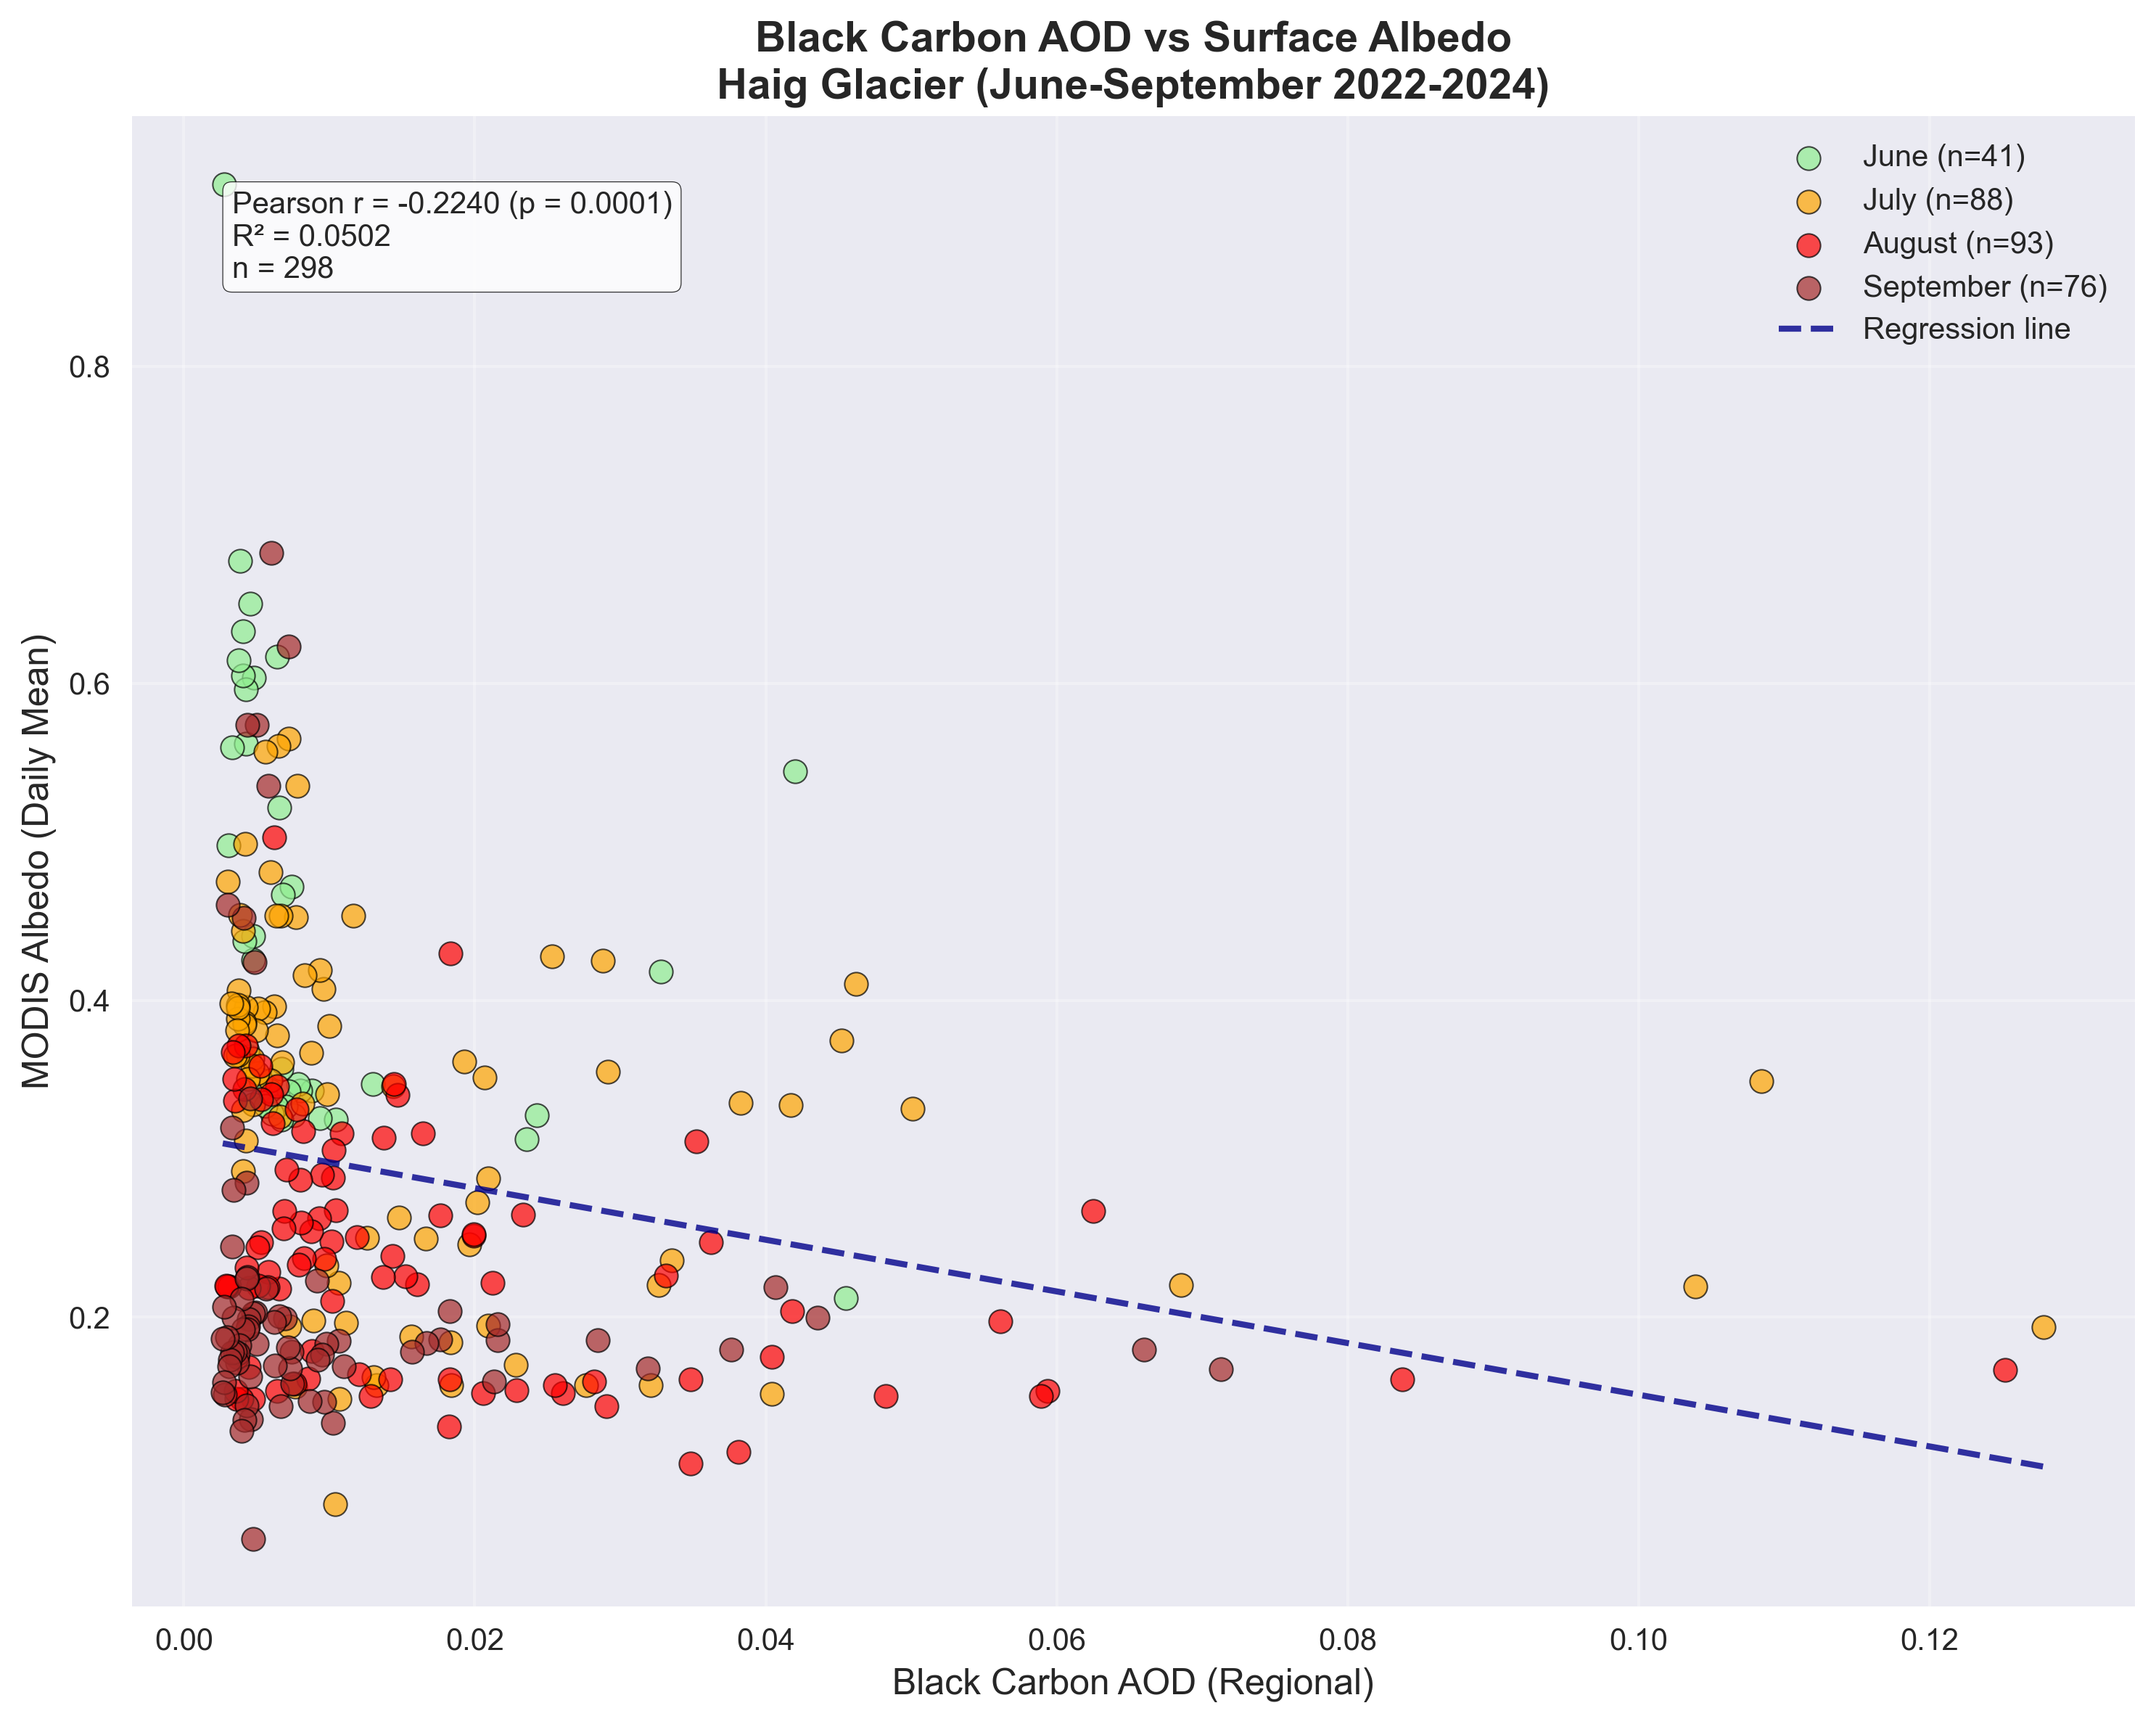 Black Carbon AOD vs Surface Albedo
Haig Glacier (June-September 2022-2024)
Pearson r = -0.2240 (p = 0.0001)
R² = 0.0502
n = 298
June (n=41)
July (n=88)
August (n=93)
September (n=76)
Regression line
MODIS Albedo (Daily Mean)
0.8
0.6
0.4
0.2
0.00
0.02
0.04
0.06
0.08
0.10
0.12
Black Carbon AOD (Regional)